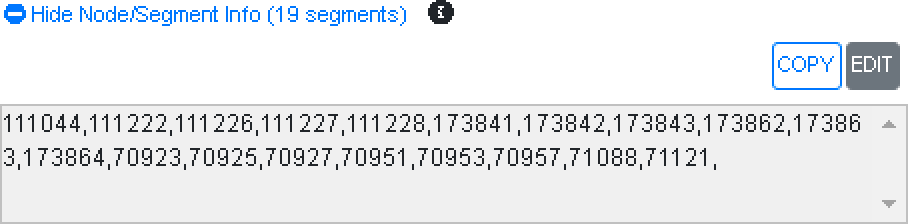 Hide Node/Segment Info (19 segments)
COPY EDIT
111044,111222,111226,111227,111228,173841,173842,173843,173862,17386
3,173864,70923,70925,70927,70951,70953,70957,71088,71121,